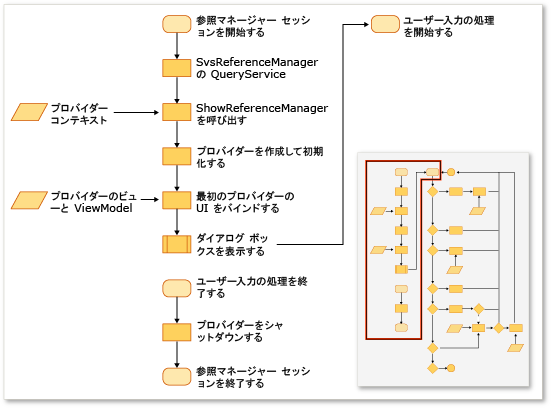 参照マネージャー セッシ
ョンを開始する
ユーザー入力の処理
を開始する
SvsReferenceManager
の QueryService
プロバイダー
コンテキスト
ShowReferenceManager
を呼び出す
プロバイダーを作成して初期
化する
プロバイダーのビュ
ーと ViewModel
最初のプロバイダーの
UI をバインドする
ダイアログ ボッ
クスを表示する
ユーザー入力の処理を終
了する
プロバイダーをシャ
ットダウンする
参照マネージャー セッシ
ョンを終了する